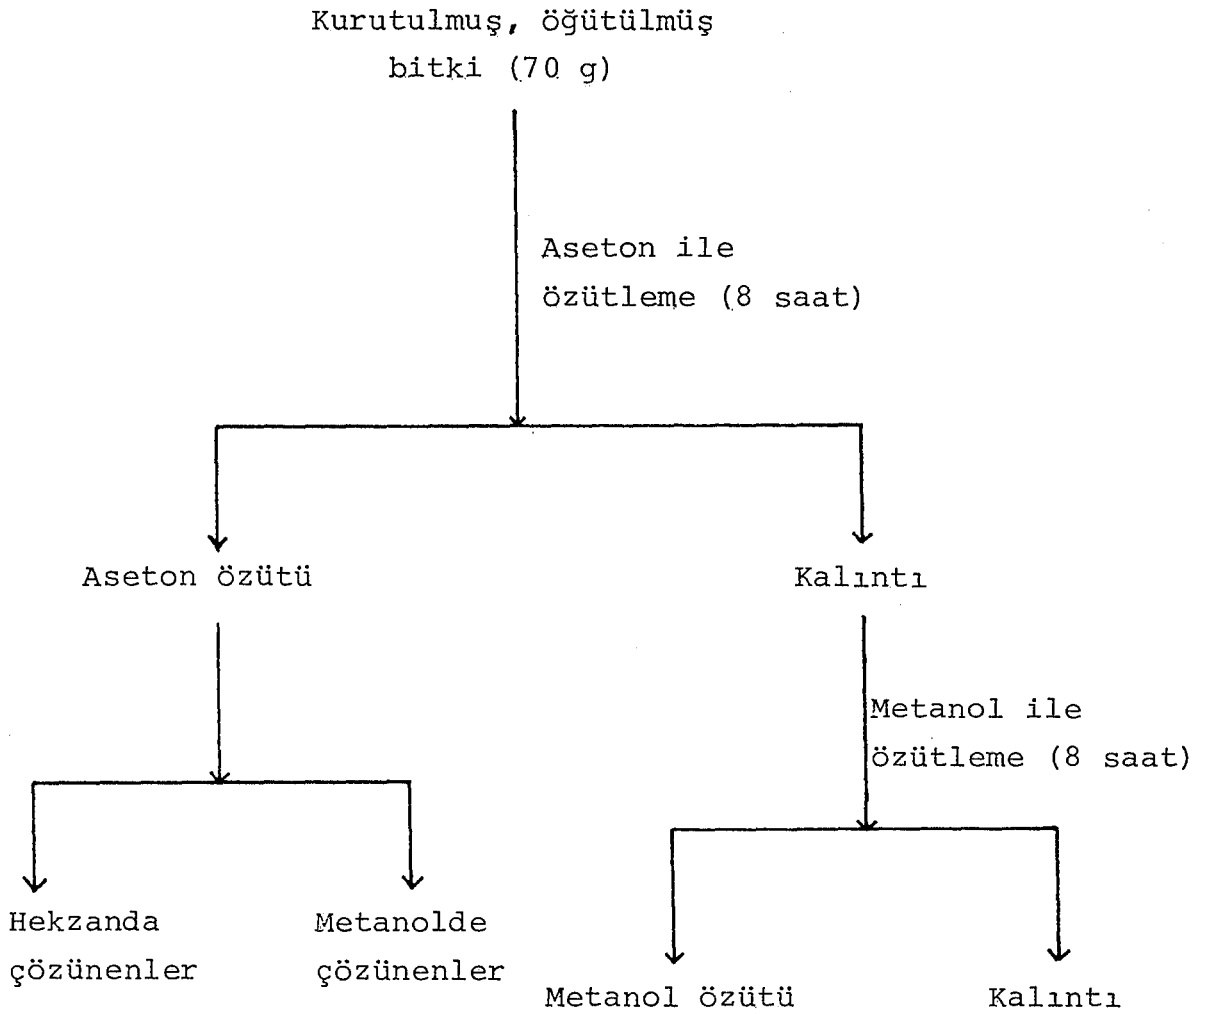 Kurutulmuş, öğütülmüş
bitki (70 g)
Aseton ile
özütleme (8 saat)
Aseton özütü
Kalıntı
Metanol ile
özütleme (8 saat)
Hekzanda
çözünenler
Metanolde
çözünenler
Metanol özütü
Kalıntı